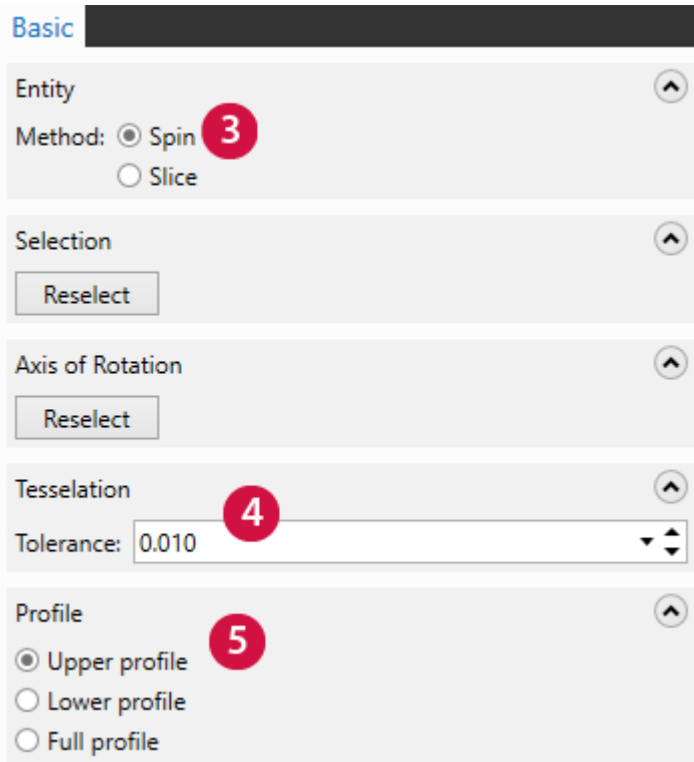 Basic
Entity
Method: Spin 3
Slice
Selection
Reselect
Axis of Rotation
Reselect
Tesselation
4
Tolerance: 0.010
Profile
5
Upper profile
Lower profile
Full profile